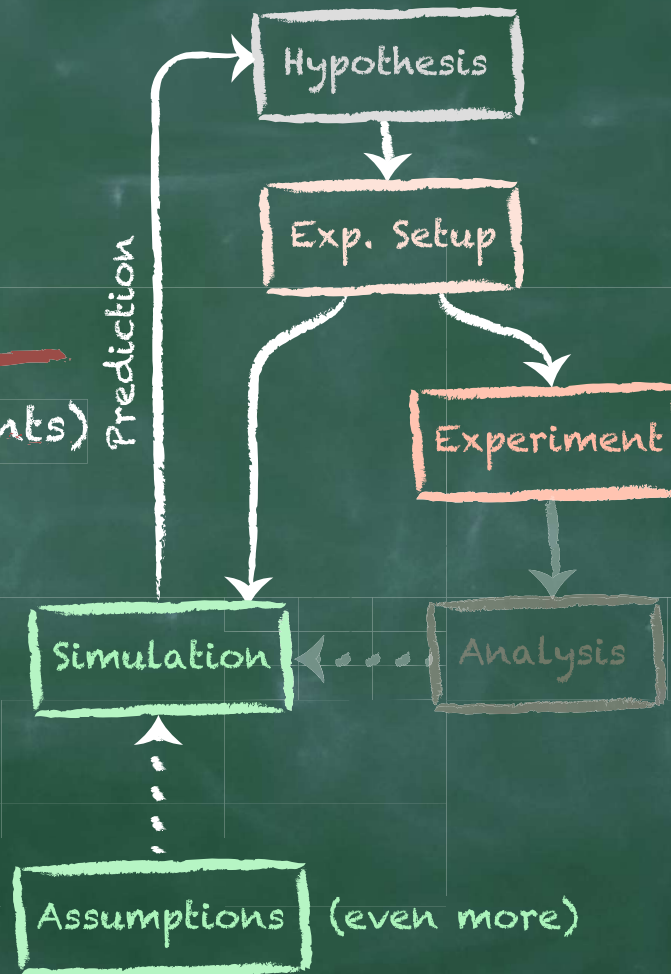 Hypothesis
Exp. Setup
Prediction
nts)
Experiment
Simulation
Analysis
Assumptions (even more)